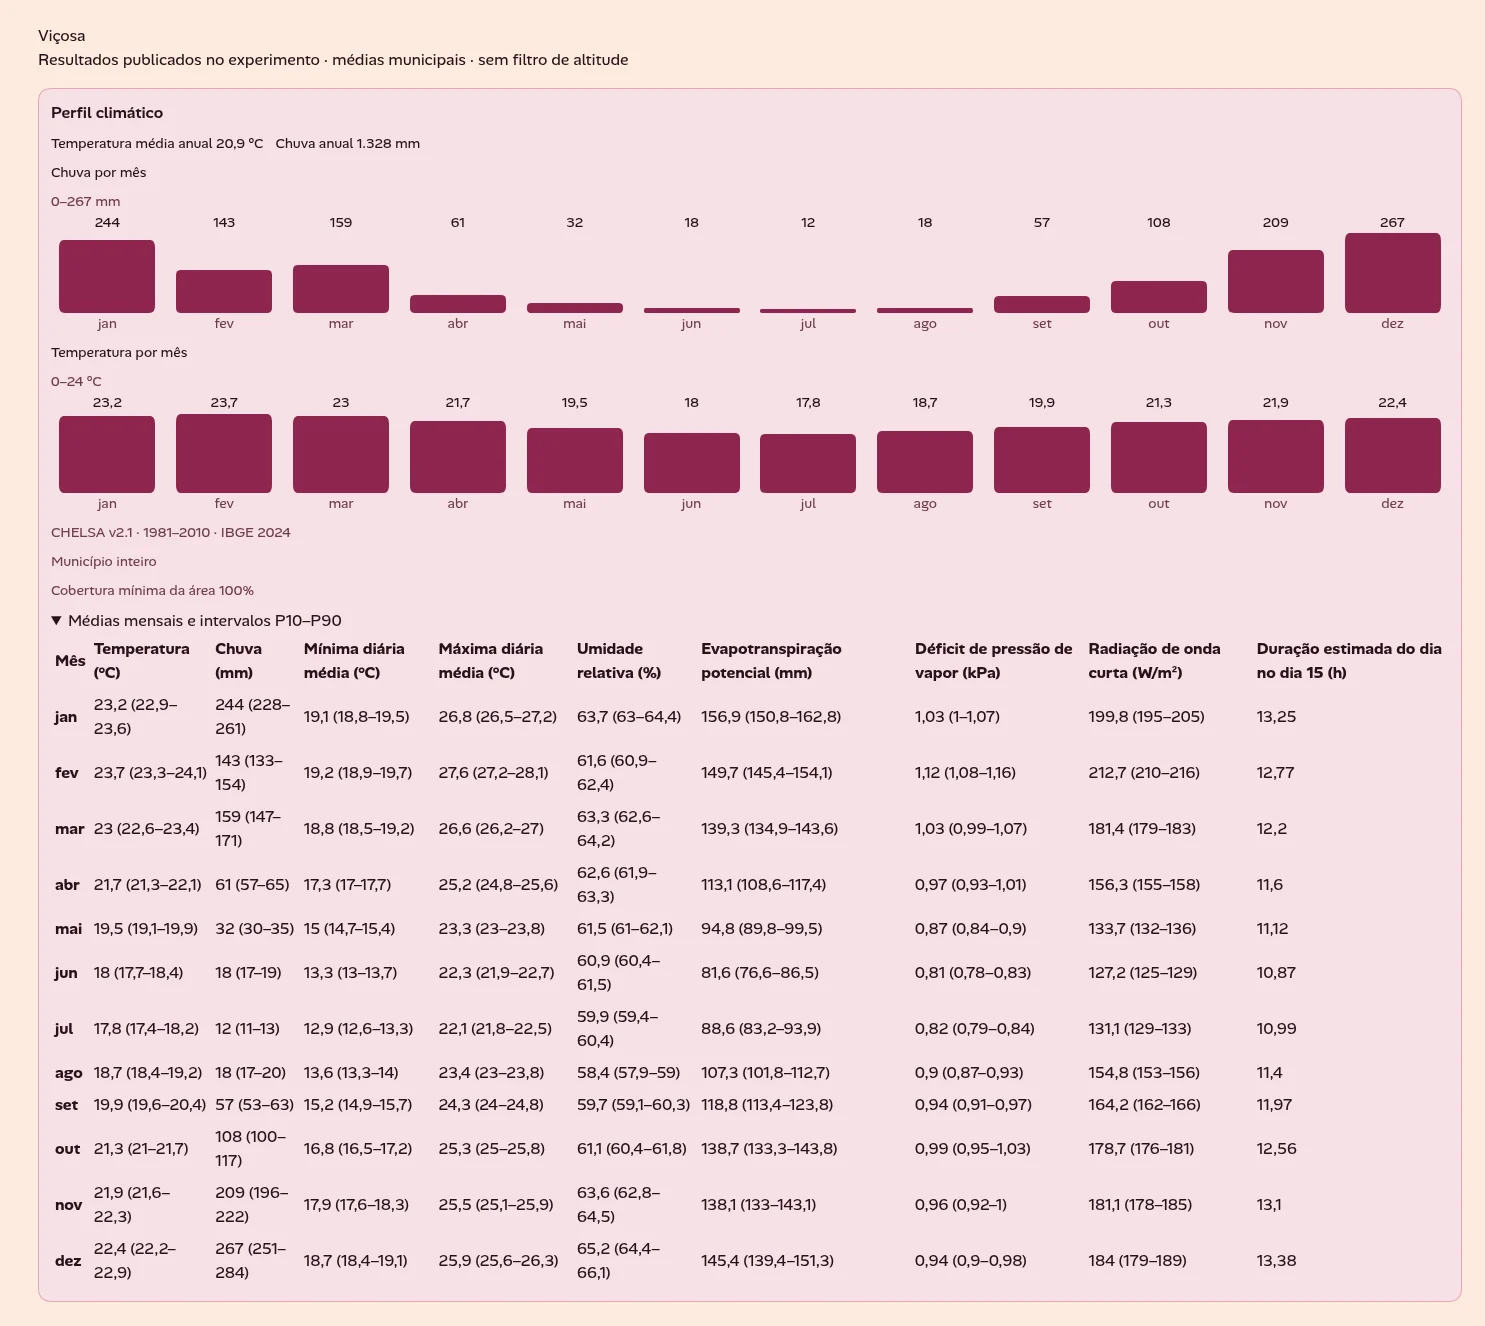 Viçosa
Resultados publicados no experimento · médias municipais · sem filtro de altitude
Perfil climático
Temperatura média anual 20,9 °C Chuva anual 1.328 mm
Chuva por mês
0–267 mm
244 143 159 61 32 18 12 18 57 108 209 267
jan fev mar abr mai jun jul ago set out nov dez
Temperatura por mês
0–24 °C
23,2 23,7 23 21,7 19,5 18 17,8 18,7 19,9 21,3 21,9 22,4
jan fev mar abr mai jun jul ago set out nov dez
CHELSA v2.1 · 1981–2010 · IBGE 2024
Município inteiro
Cobertura mínima da área 100%
▼ Médias mensais e intervalos P10–P90
Mês Temperatura (°C) Chuva (mm) Mínima diária média (°C) Máxima diária média (°C) Umidade relativa (%) Evapotranspiração potencial (mm) Déficit de pressão de vapor (kPa) Radiação de onda curta (W/m²) Duração estimada do dia no dia 15 (h)
jan 23,2 (22,9–23,6) 244 (228–261) 19,1 (18,8–19,5) 26,8 (26,5–27,2) 63,7 (63–64,4) 156,9 (150,8–162,8) 1,03 (1–1,07) 199,8 (195–205) 13,25
fev 23,7 (23,3–24,1) 143 (133–154) 19,2 (18,9–19,7) 27,6 (27,2–28,1) 61,6 (60,9–62,4) 149,7 (145,4–154,1) 1,12 (1,08–1,16) 212,7 (210–216) 12,77
mar 23 (22,6–23,4) 159 (147–171) 18,8 (18,5–19,2) 26,6 (26,2–27) 63,3 (62,6–64,2) 139,3 (134,9–143,6) 1,03 (0,99–1,07) 181,4 (179–183) 12,2
abr 21,7 (21,3–22,1) 61 (57–65) 17,3 (17–17,7) 25,2 (24,8–25,6) 62,6 (61,9–63,3) 113,1 (108,6–117,4) 0,97 (0,93–1,01) 156,3 (155–158) 11,6
mai 19,5 (19,1–19,9) 32 (30–35) 15 (14,7–15,4) 23,3 (23–23,8) 61,5 (61–62,1) 94,8 (89,8–99,5) 0,87 (0,84–0,9) 133,7 (132–136) 11,12
jun 18 (17,7–18,4) 18 (17–19) 13,3 (13–13,7) 22,3 (21,9–22,7) 60,9 (60,4–61,5) 81,6 (76,6–86,5) 0,81 (0,78–0,83) 127,2 (125–129) 10,87
jul 17,8 (17,4–18,2) 12 (11–13) 12,9 (12,6–13,3) 22,1 (21,8–22,5) 59,9 (59,4–60,4) 88,6 (83,2–93,9) 0,82 (0,79–0,84) 131,1 (129–133) 10,99
ago 18,7 (18,4–19,2) 18 (17–20) 13,6 (13,3–14) 23,4 (23–23,8) 58,4 (57,9–59) 107,3 (101,8–112,7) 0,9 (0,87–0,93) 154,8 (153–156) 11,4
set 19,9 (19,6–20,4) 57 (53–63) 15,2 (14,9–15,7) 24,3 (24–24,8) 59,7 (59,1–60,3) 118,8 (113,4–123,8) 0,94 (0,91–0,97) 164,2 (162–166) 11,97
out 21,3 (21–21,7) 108 (100–117) 16,8 (16,5–17,2) 25,3 (25–25,8) 61,1 (60,4–61,8) 138,7 (133,3–143,8) 0,99 (0,95–1,03) 178,7 (176–181) 12,56
nov 21,9 (21,6–22,3) 209 (196–222) 17,9 (17,6–18,3) 25,5 (25,1–25,9) 63,6 (62,8–64,5) 138,1 (133–143,1) 0,96 (0,92–1) 181,1 (178–185) 13,1
dez 22,4 (22,2–22,9) 267 (251–284) 18,7 (18,4–19,1) 25,9 (25,6–26,3) 65,2 (64,4–66,1) 145,4 (139,4–151,3) 0,94 (0,9–0,98) 184 (179–189) 13,38